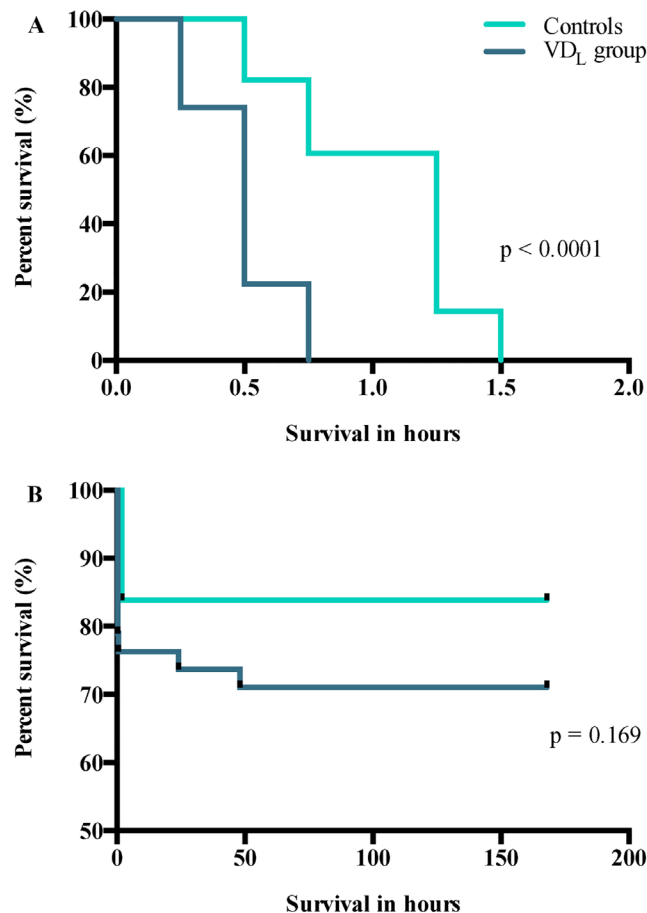 A
Controls
VD_L group
Percent survival (%)
100
80
60
40
20
0
p < 0.0001
0.0 0.5 1.0 1.5 2.0
Survival in hours
B
Percent survival (%)
100
90
80
70
60
50
p = 0.169
0 50 100 150 200
Survival in hours